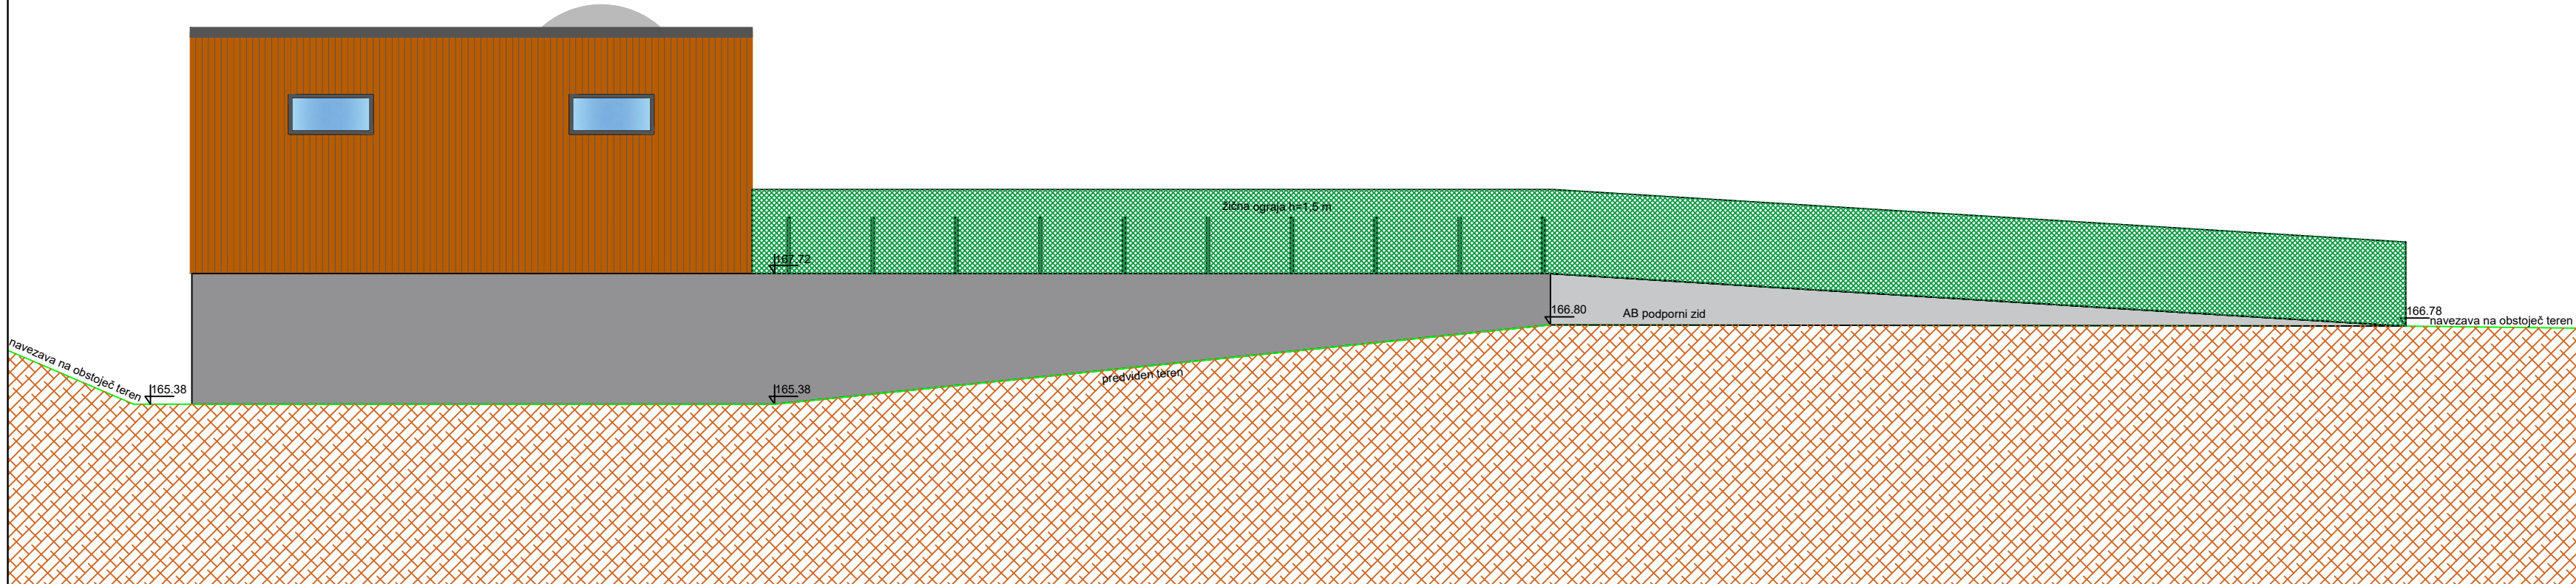 žična ograja h=1.5 m
167.72
166.80
AB podporni zid
166.78
navezava na obstoječ teren
navezava na obstoječ teren
165.38
165.38
predviden teren